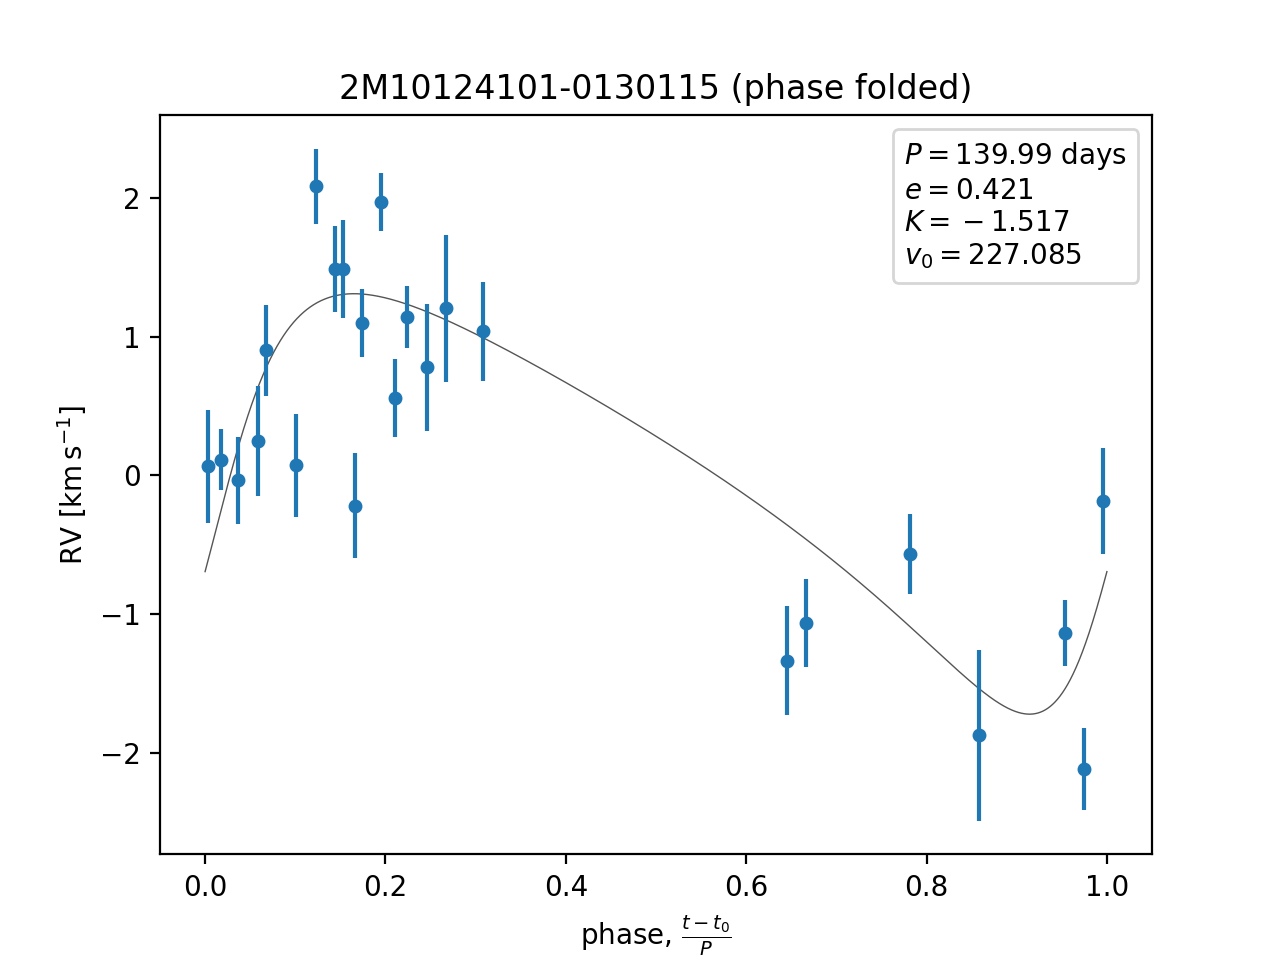 2M10124101-0130115 (phase folded)
P = 139.99 days
e = 0.421
K = −1.517
v₀ = 227.085
RV [km s⁻¹]
2
1
0
−1
−2
0.0 0.2 0.4 0.6 0.8 1.0
phase, (t − t₀)/P